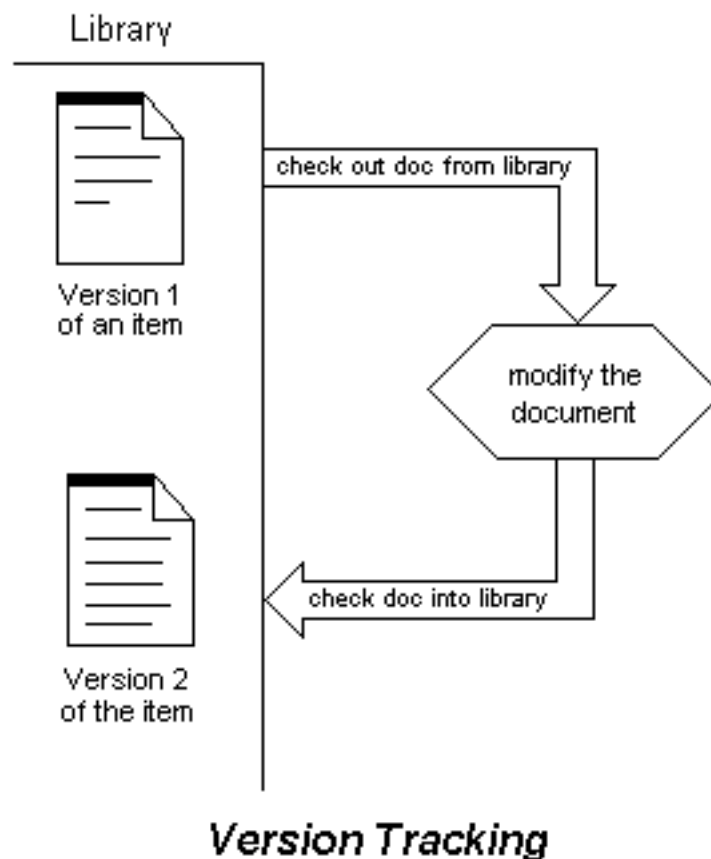 Library
check out doc from library
Version 1
of an item
modify the
document
check doc into library
Version 2
of the item
Version Tracking